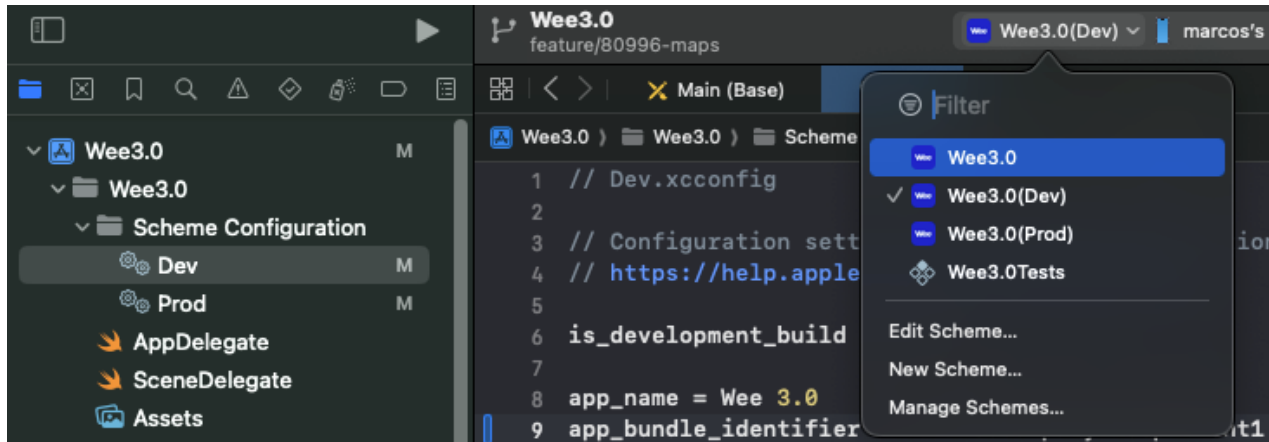 Wee3.0
feature/80996-maps
Wee3.0(Dev)
marcos's
Main (Base)
Wee3.0
Wee3.0
Scheme
Filter
Wee3.0
Wee3.0(Dev)
Wee3.0(Prod)
Wee3.0Tests
Edit Scheme...
New Scheme...
Manage Schemes...
Wee3.0 M
Wee3.0
Scheme Configuration
Dev M
Prod M
AppDelegate
SceneDelegate
Assets
1 // Dev.xcconfig
2
3 // Configuration sett
4 // https://help.apple
5
6 is_development_build
7
8 app_name = Wee 3.0
9 app_bundle_identifier